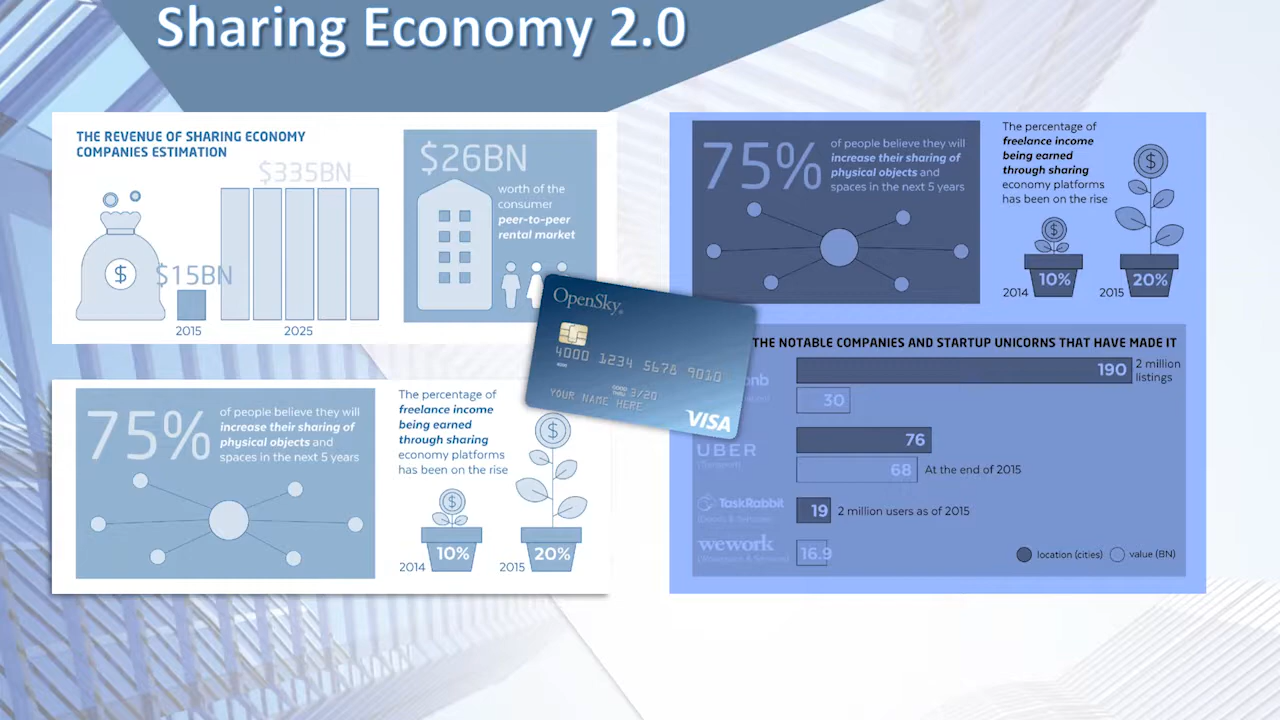 Sharing Economy 2.0
THE REVENUE OF SHARING ECONOMY
COMPANIES ESTIMATION
$335BN
$15BN
$
2015
2025
$26BN
worth of the
consumer
peer-to-peer
rental market
75%
of people believe they will
increase their sharing of
physical objects and
spaces in the next 5 years
The percentage of
freelance income
being earned
through sharing
economy platforms
has been on the rise
$
$
10%
20%
2014
2015
OpenSky
4000 1234 5678 9010
GOOD
THRU 3/20
YOUR NAME HERE
VISA
75%
of people believe they will
increase their sharing of
physical objects and
spaces in the next 5 years
The percentage of
freelance income
being earned
through sharing
economy platforms
has been on the rise
$
$
10%
20%
2014
2015
THE NOTABLE COMPANIES AND STARTUP UNICORNS THAT HAVE MADE IT
190
2 million
listings
30
UBER
76
68
At the end of 2015
TaskRabbit
19
2 million users as of 2015
wework
16.9
location (cities)
value (BN)